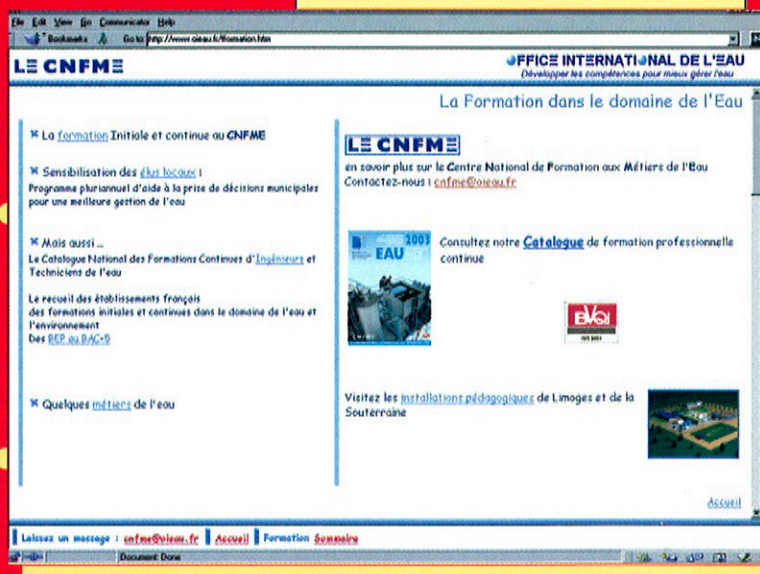 File Edit View Go Communicator Help
Bookmarks Go to: http://www.oieau.fr/fformation.htm
LE CNFME
OFFICE INTERNATIONAL DE L'EAU
Développer les compétences pour mieux gérer l'eau
La Formation dans le domaine de l'Eau
La formation Initiale et continue au CNFME
Sensibilisation des élus locaux :
Programme pluriannuel d'aide à la prise de décisions municipales
pour une meilleure gestion de l'eau
Mais aussi ...
Le Catalogue National des Formations Continues d'Ingénieurs et
Techniciens de l'eau
Le recueil des établissements français
des formations initiales et continues dans le domaine de l'eau et
l'environnement
Des BEP au BAC+5
Quelques métiers de l'eau
LE CNFME
en savoir plus sur le Centre National de Formation aux Métiers de l'Eau
Contactez-nous : cnfme@oieau.fr
2003
EAU
Consultez notre Catalogue de formation professionnelle
continue
BVQI
ISO 9001
Visitez les installations pédagogiques de Limoges et de la
Souterraine
Accueil
Laissez un message : cnfme@oieau.fr Accueil Formation Sommaire
Document: Done